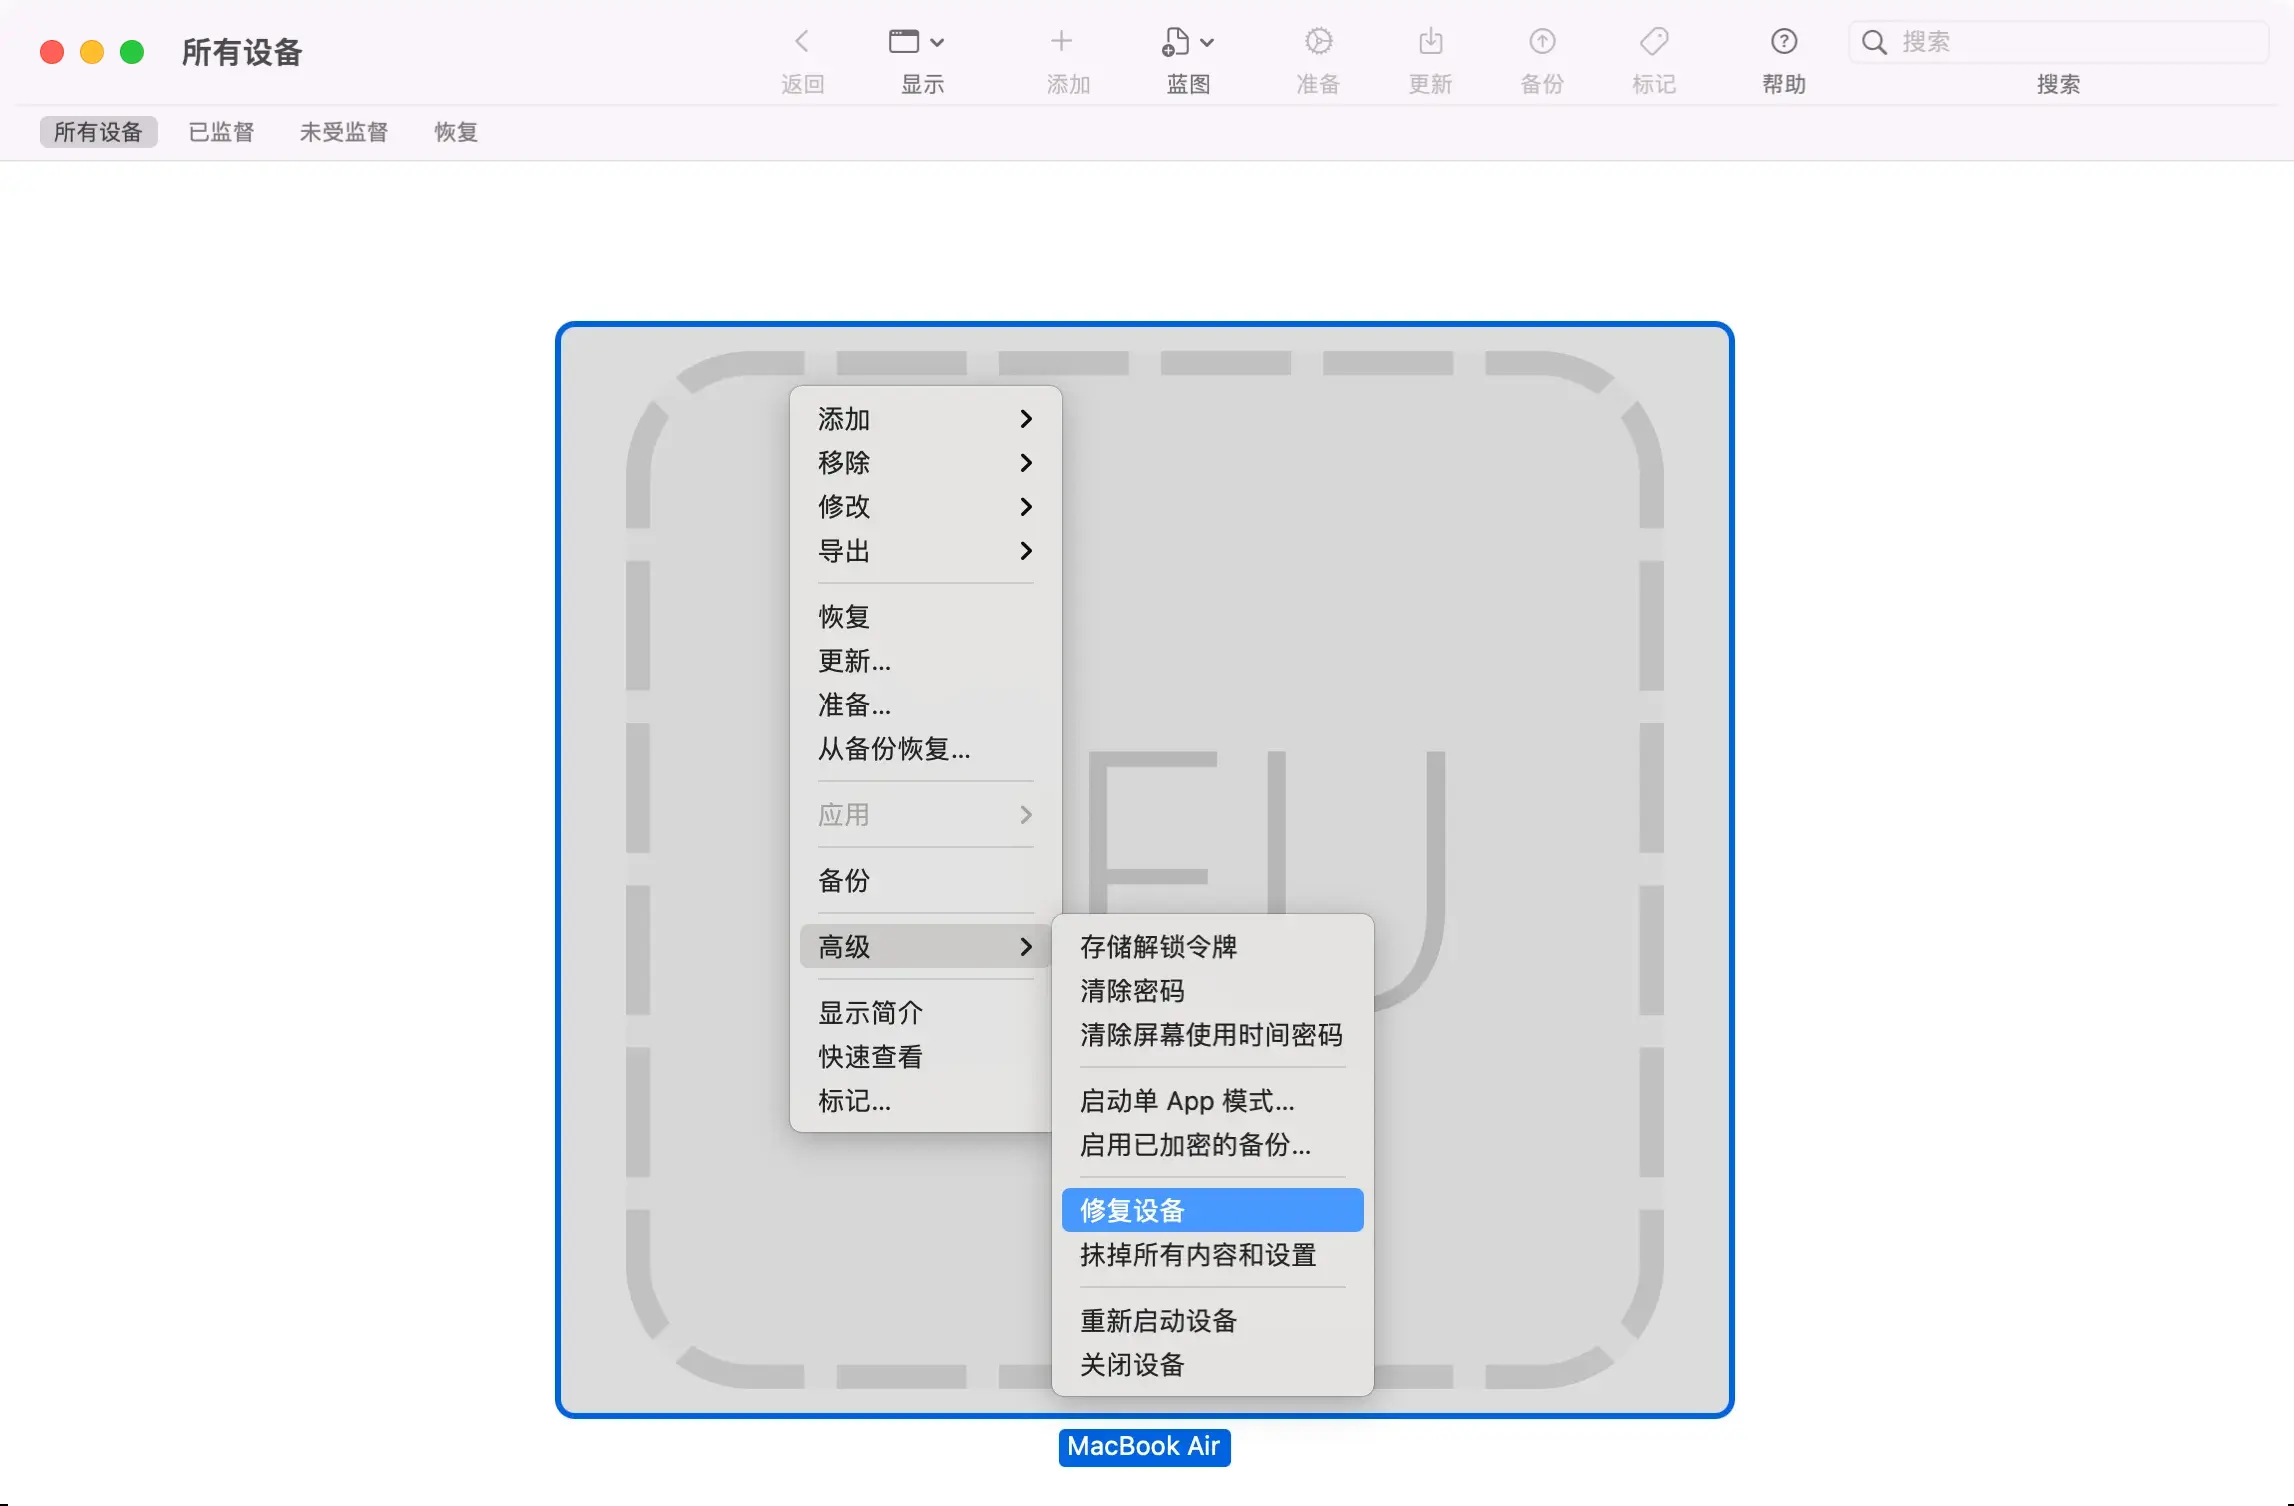 所有设备
返回
显示
添加
蓝图
准备
更新
备份
标记
帮助
搜索
搜索
所有设备
已监督
未受监督
恢复
添加
移除
修改
导出
恢复
更新...
准备...
从备份恢复...
应用
备份
高级
显示简介
快速查看
标记...
存储解锁令牌
清除密码
清除屏幕使用时间密码
启动单 App 模式...
启用已加密的备份...
修复设备
抹掉所有内容和设置
重新启动设备
关闭设备
MacBook Air